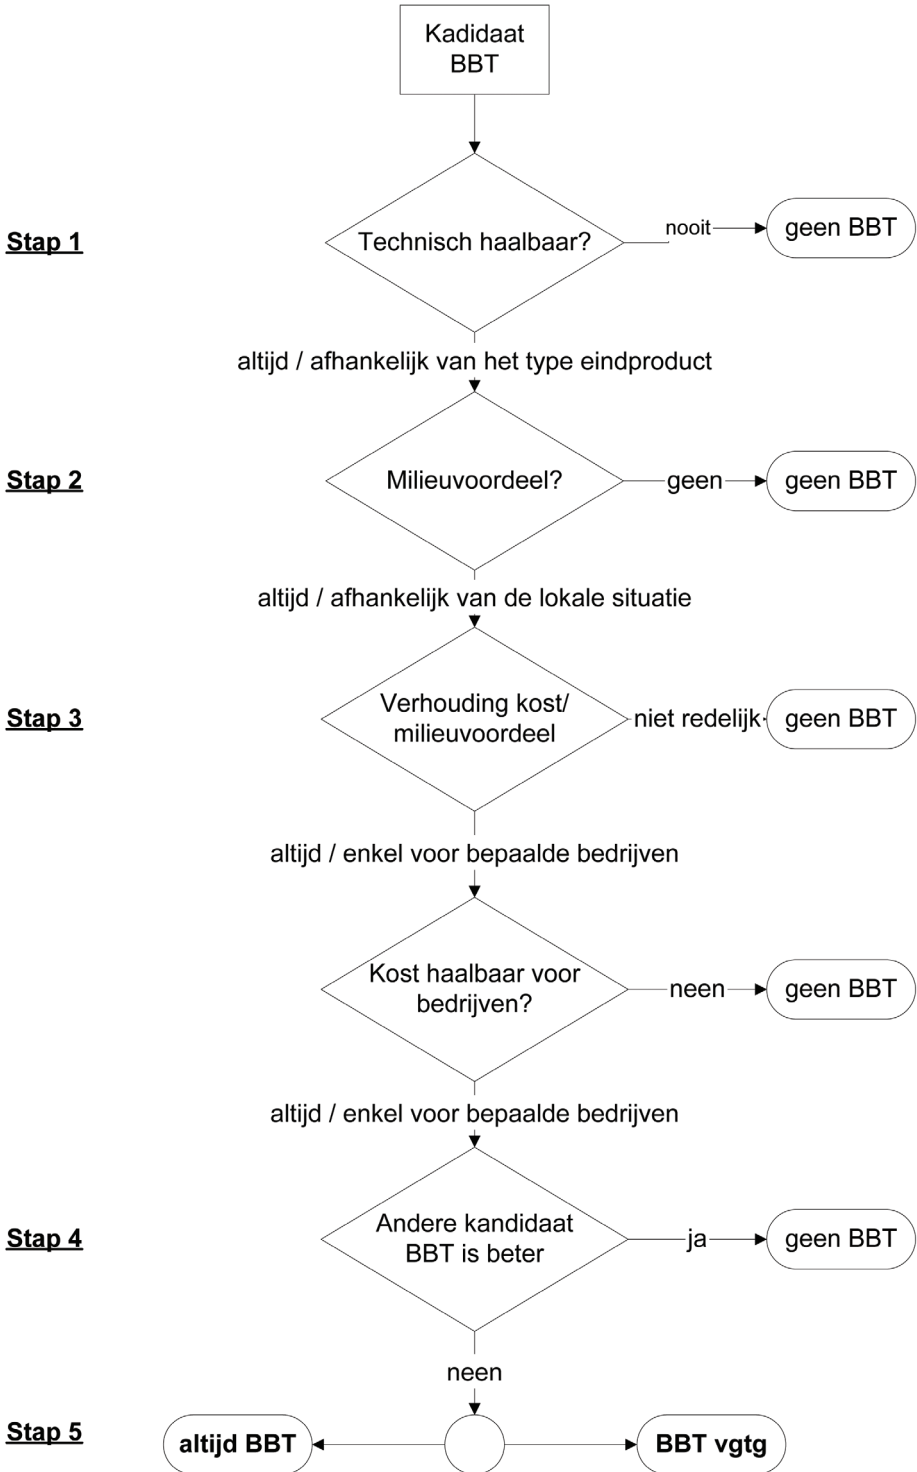 Kadidaat
BBT
Stap 1
Technisch haalbaar?
nooit
geen BBT
altijd / afhankelijk van het type eindproduct
Stap 2
Milieuvoordeel?
geen
geen BBT
altijd / afhankelijk van de lokale situatie
Stap 3
Verhouding kost/
milieuvoordeel
niet redelijk
geen BBT
altijd / enkel voor bepaalde bedrijven
Kost haalbaar voor
bedrijven?
neen
geen BBT
altijd / enkel voor bepaalde bedrijven
Stap 4
Andere kandidaat
BBT is beter
ja
geen BBT
neen
Stap 5
altijd BBT
BBT vgtg